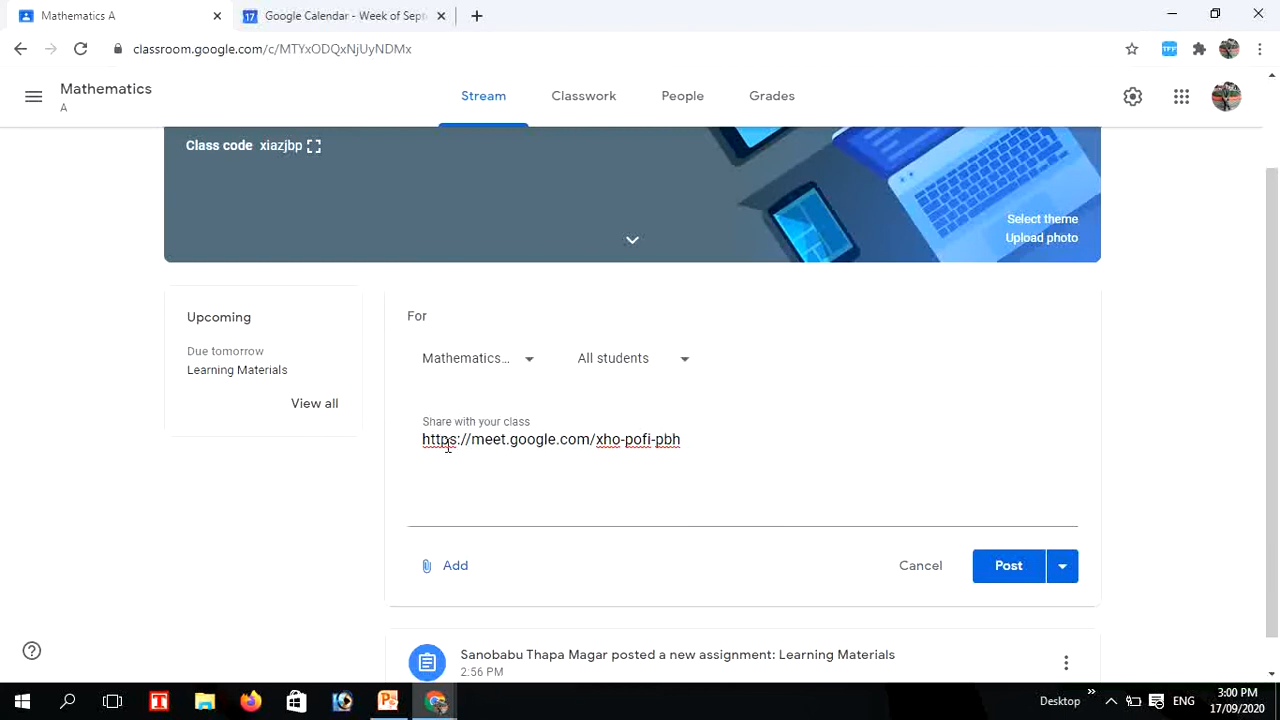 Mathematics A
17
Google Calendar - Week of Sept
classroom.google.com/c/MTYxODQxNjUyNDMx
TFF
Mathematics
A
Stream
Classwork
People
Grades
Class code xiazjbp
Select theme
Upload photo
Upcoming
Due tomorrow
Learning Materials
View all
For
Mathematics...
All students
Share with your class
https://meet.google.com/xho-pofi-pbh
Add
Cancel
Post
Sanobabu Thapa Magar posted a new assignment: Learning Materials
2:56 PM
Desktop
ENG
3:00 PM
17/09/2020